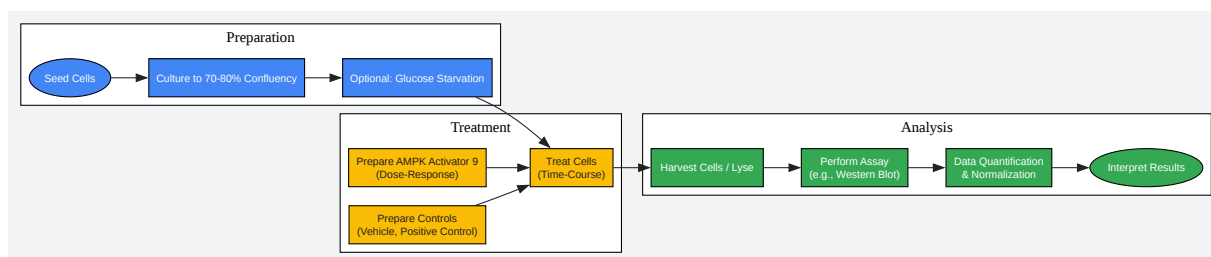 Preparation
Seed Cells
Culture to 70-80% Confluency
Optional: Glucose Starvation
Treatment
Prepare AMPK Activator 9
(Dose-Response)
Treat Cells
(Time-Course)
Prepare Controls
(Vehicle, Positive Control)
Analysis
Harvest Cells / Lyse
Perform Assay
(e.g., Western Blot)
Data Quantification
& Normalization
Interpret Results